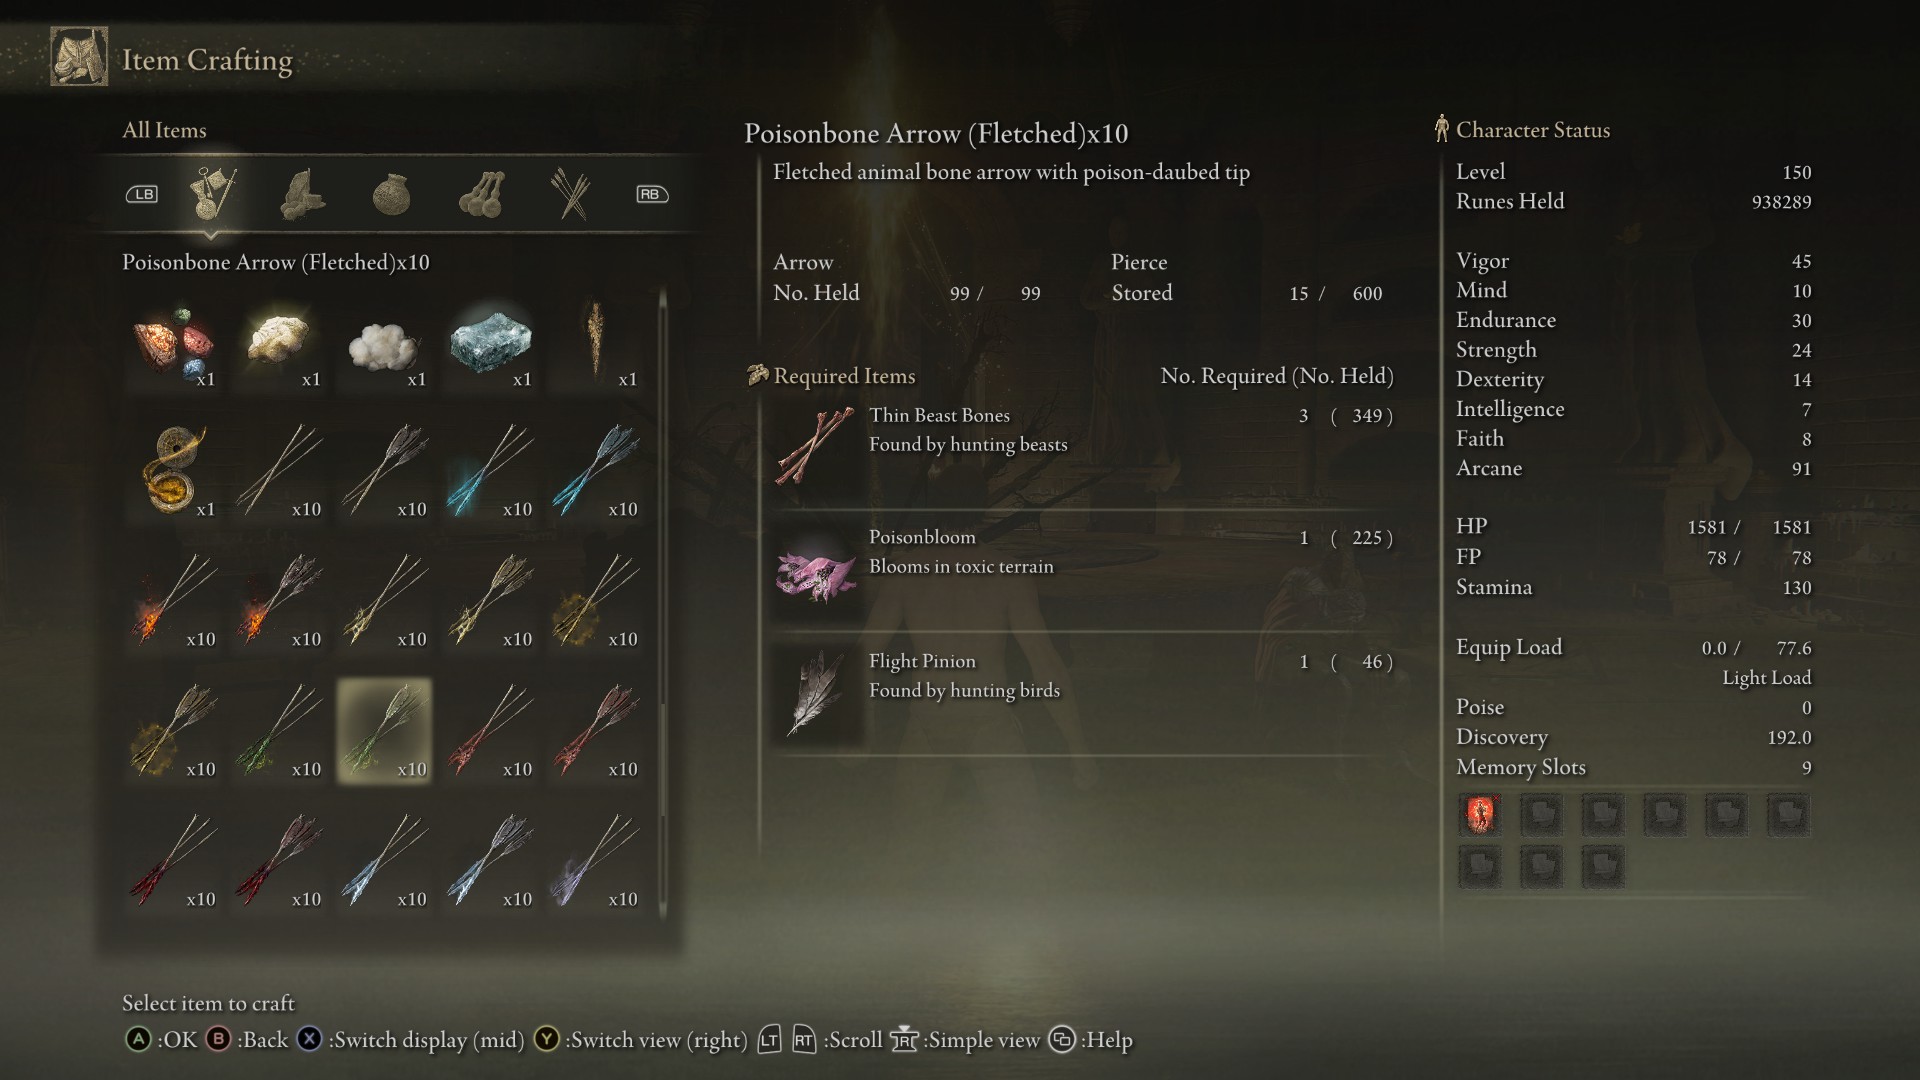 Item Crafting
All Items
LB
RB
Poisonbone Arrow (Fletched)x10
x1 x1 x1 x1 x1
x1 x10 x10 x10 x10
x10 x10 x10 x10 x10
x10 x10 x10 x10 x10
x10 x10 x10 x10 x10
Poisonbone Arrow (Fletched)x10
Fletched animal bone arrow with poison-daubed tip
Arrow Pierce
No. Held 99 / 99 Stored 15 / 600
Required Items No. Required (No. Held)
Thin Beast Bones 3 ( 349 )
Found by hunting beasts
Poisonbloom 1 ( 225 )
Blooms in toxic terrain
Flight Pinion 1 ( 46 )
Found by hunting birds
Character Status
Level 150
Runes Held 938289
Vigor 45
Mind 10
Endurance 30
Strength 24
Dexterity 14
Intelligence 7
Faith 8
Arcane 91
HP 1581 / 1581
FP 78 / 78
Stamina 130
Equip Load 0.0 / 77.6
Light Load
Poise 0
Discovery 192.0
Memory Slots 9
Select item to craft
A :OK B :Back X :Switch display (mid) Y :Switch view (right) LT RT :Scroll R :Simple view :Help